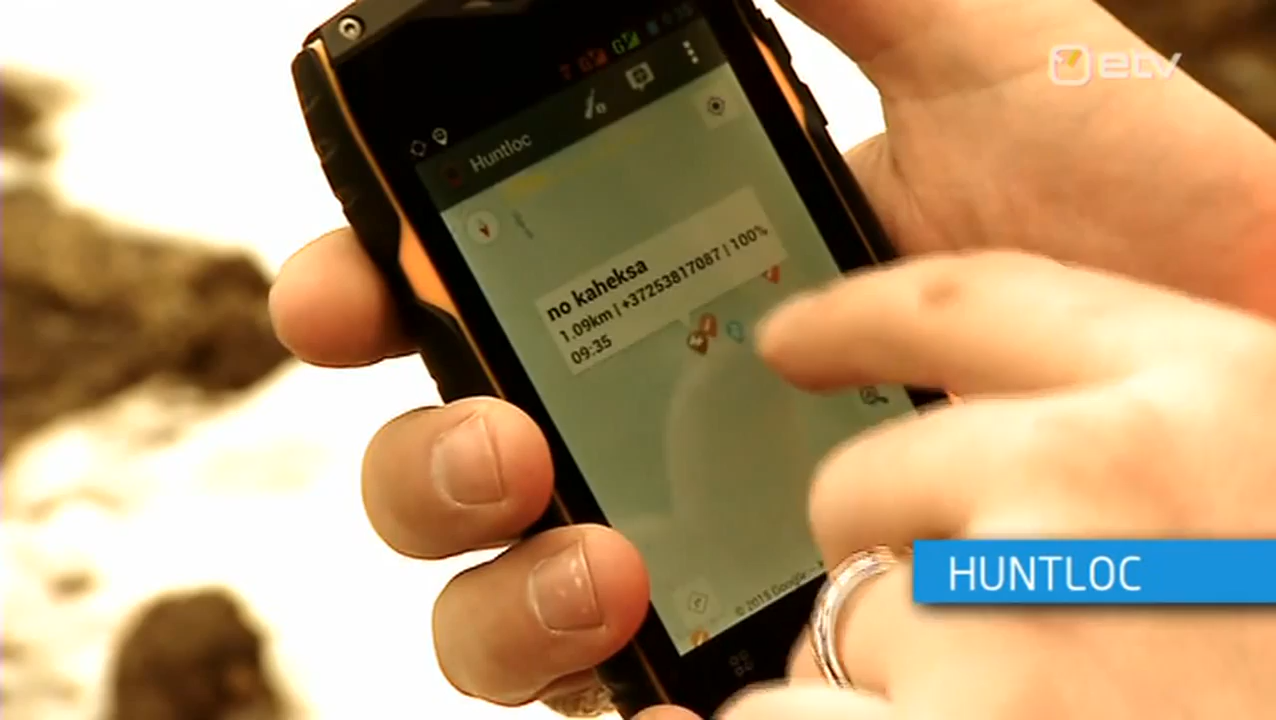 etv
Huntloc
no kaheksa
1.09km | +37253817087 | 100%
09:35
© 2015 Google
HUNTLOC